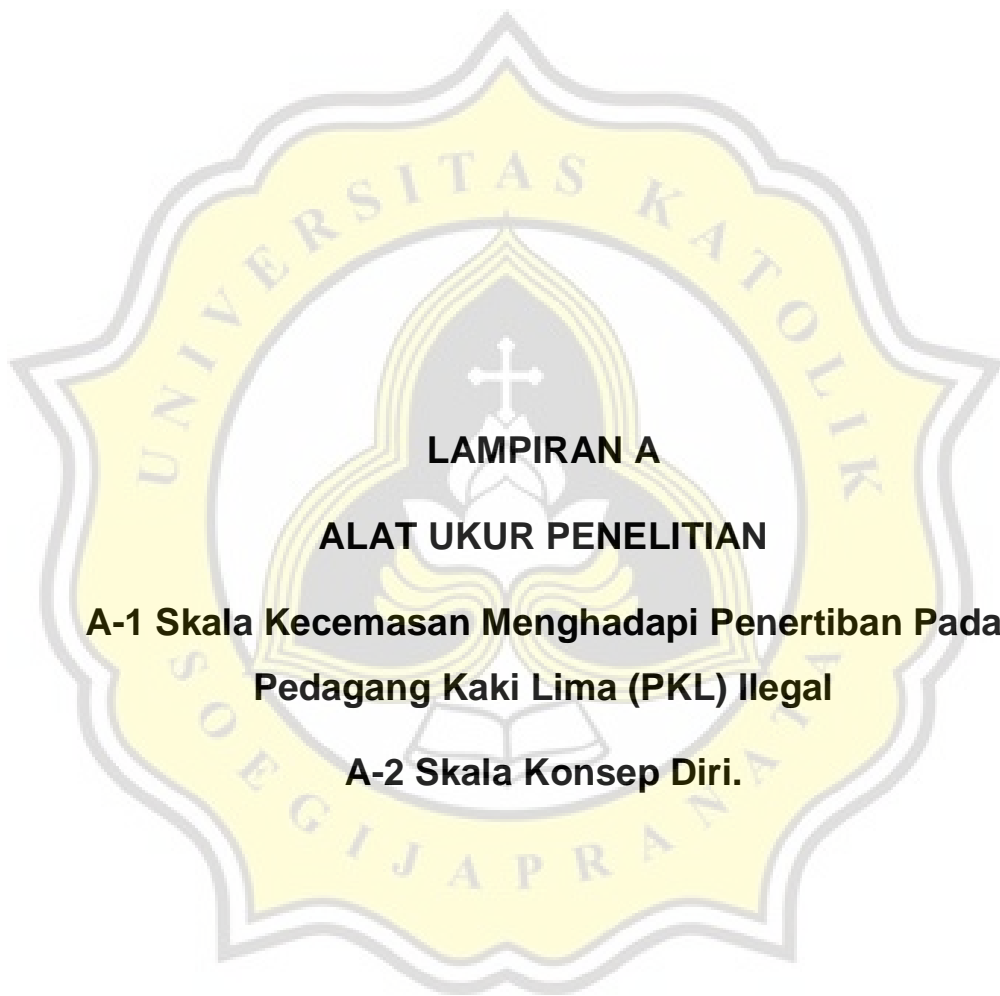 UNIVERSITAS KATOLIK
LAMPIRAN A
ALAT UKUR PENELITIAN
A-1 Skala Kecemasan Menghadapi Penertiban Pada
Pedagang Kaki Lima (PKL) Ilegal
A-2 Skala Konsep Diri.
SOEGIJAPRANATA